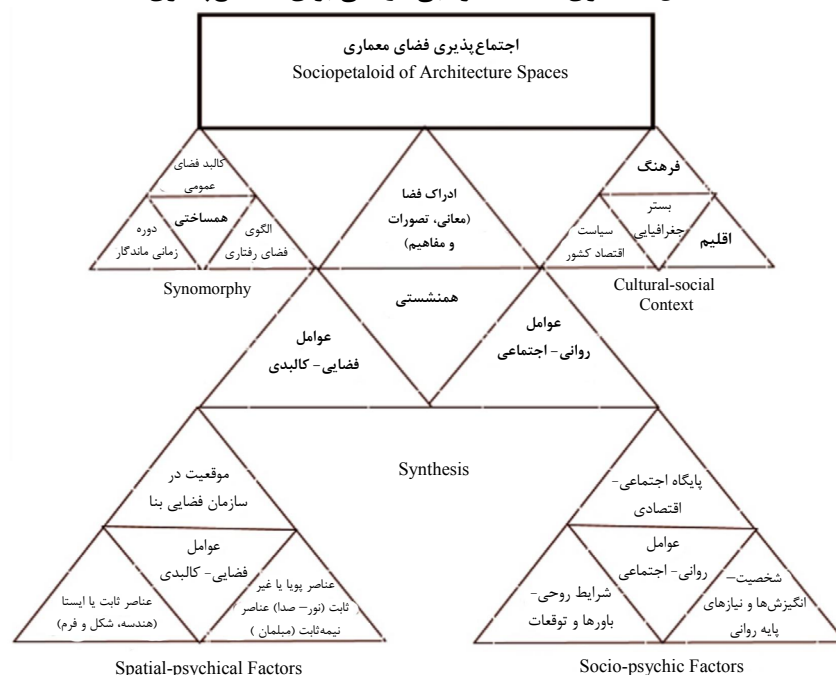 اجتماع‌پذیری فضای معماری
Sociopetaloid of Architecture Spaces
کالبد فضای
عمومی
همساختی
دوره
زمانی ماندگار
الگوی
فضای رفتاری
Synomorphy
ادراک فضا
(معانی، تصورات
و مفاهیم)
فرهنگ
بستر
جغرافیایی
سیاست
اقتصاد کشور
اقلیم
Cultural-social
Context
همنشستی
عوامل
فضایی- کالبدی
عوامل
روانی- اجتماعی
Synthesis
موقعیت در
سازمان فضایی بنا
عوامل
فضایی- کالبدی
عناصر ثابت یا ایستا
(هندسه، شکل و فرم)
عناصر پویا یا غیر
ثابت (نور- صدا) عناصر
نیمه‌ثابت (مبلمان )
Spatial-psychical Factors
پایگاه اجتماعی-
اقتصادی
عوامل
روانی- اجتماعی
شرایط روحی-
باورها و توقعات
شخصیت-
انگیزش‌ها و نیازهای
پایه روانی
Socio-psychic Factors